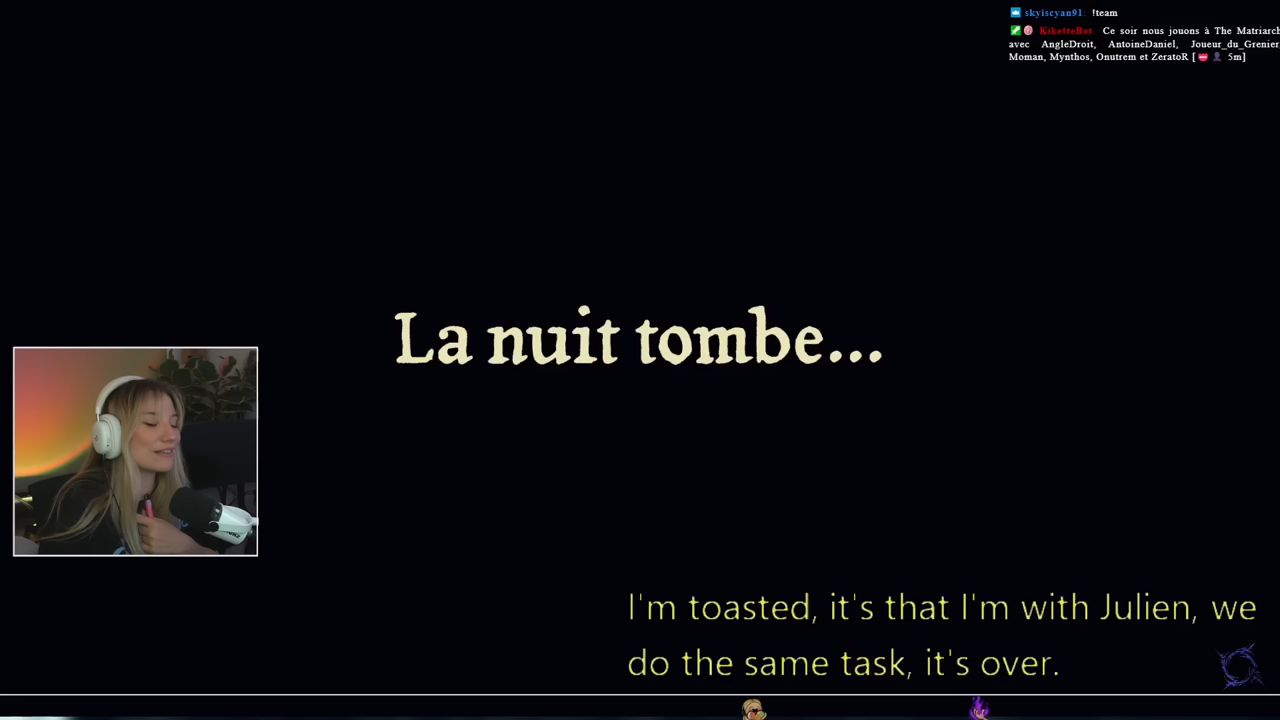 skyiscyan91: !team
KiketteBot: Ce soir nous jouons à The Matriarch
avec AngleDroit, AntoineDaniel, Joueur_du_Grenier,
Moman, Mynthos, Onutrem et ZeratoR [ 5m]
La nuit tombe...
I'm toasted, it's that I'm with Julien, we
do the same task, it's over.